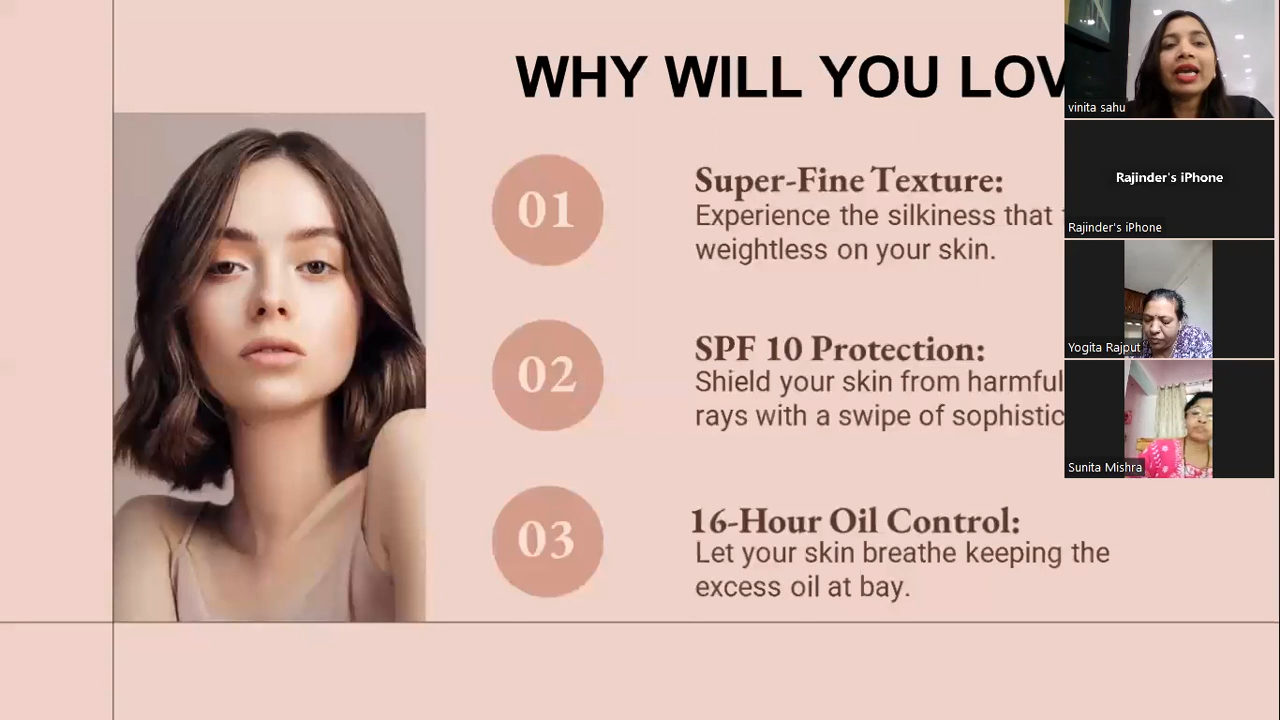 WHY WILL YOU LOV
01
Super-Fine Texture:
Experience the silkiness that
weightless on your skin.
02
SPF 10 Protection:
Shield your skin from harmful
rays with a swipe of sophistic
03
16-Hour Oil Control:
Let your skin breathe keeping the
excess oil at bay.
vinita sahu
Rajinder's iPhone
Rajinder's iPhone
Yogita Rajput
Sunita Mishra